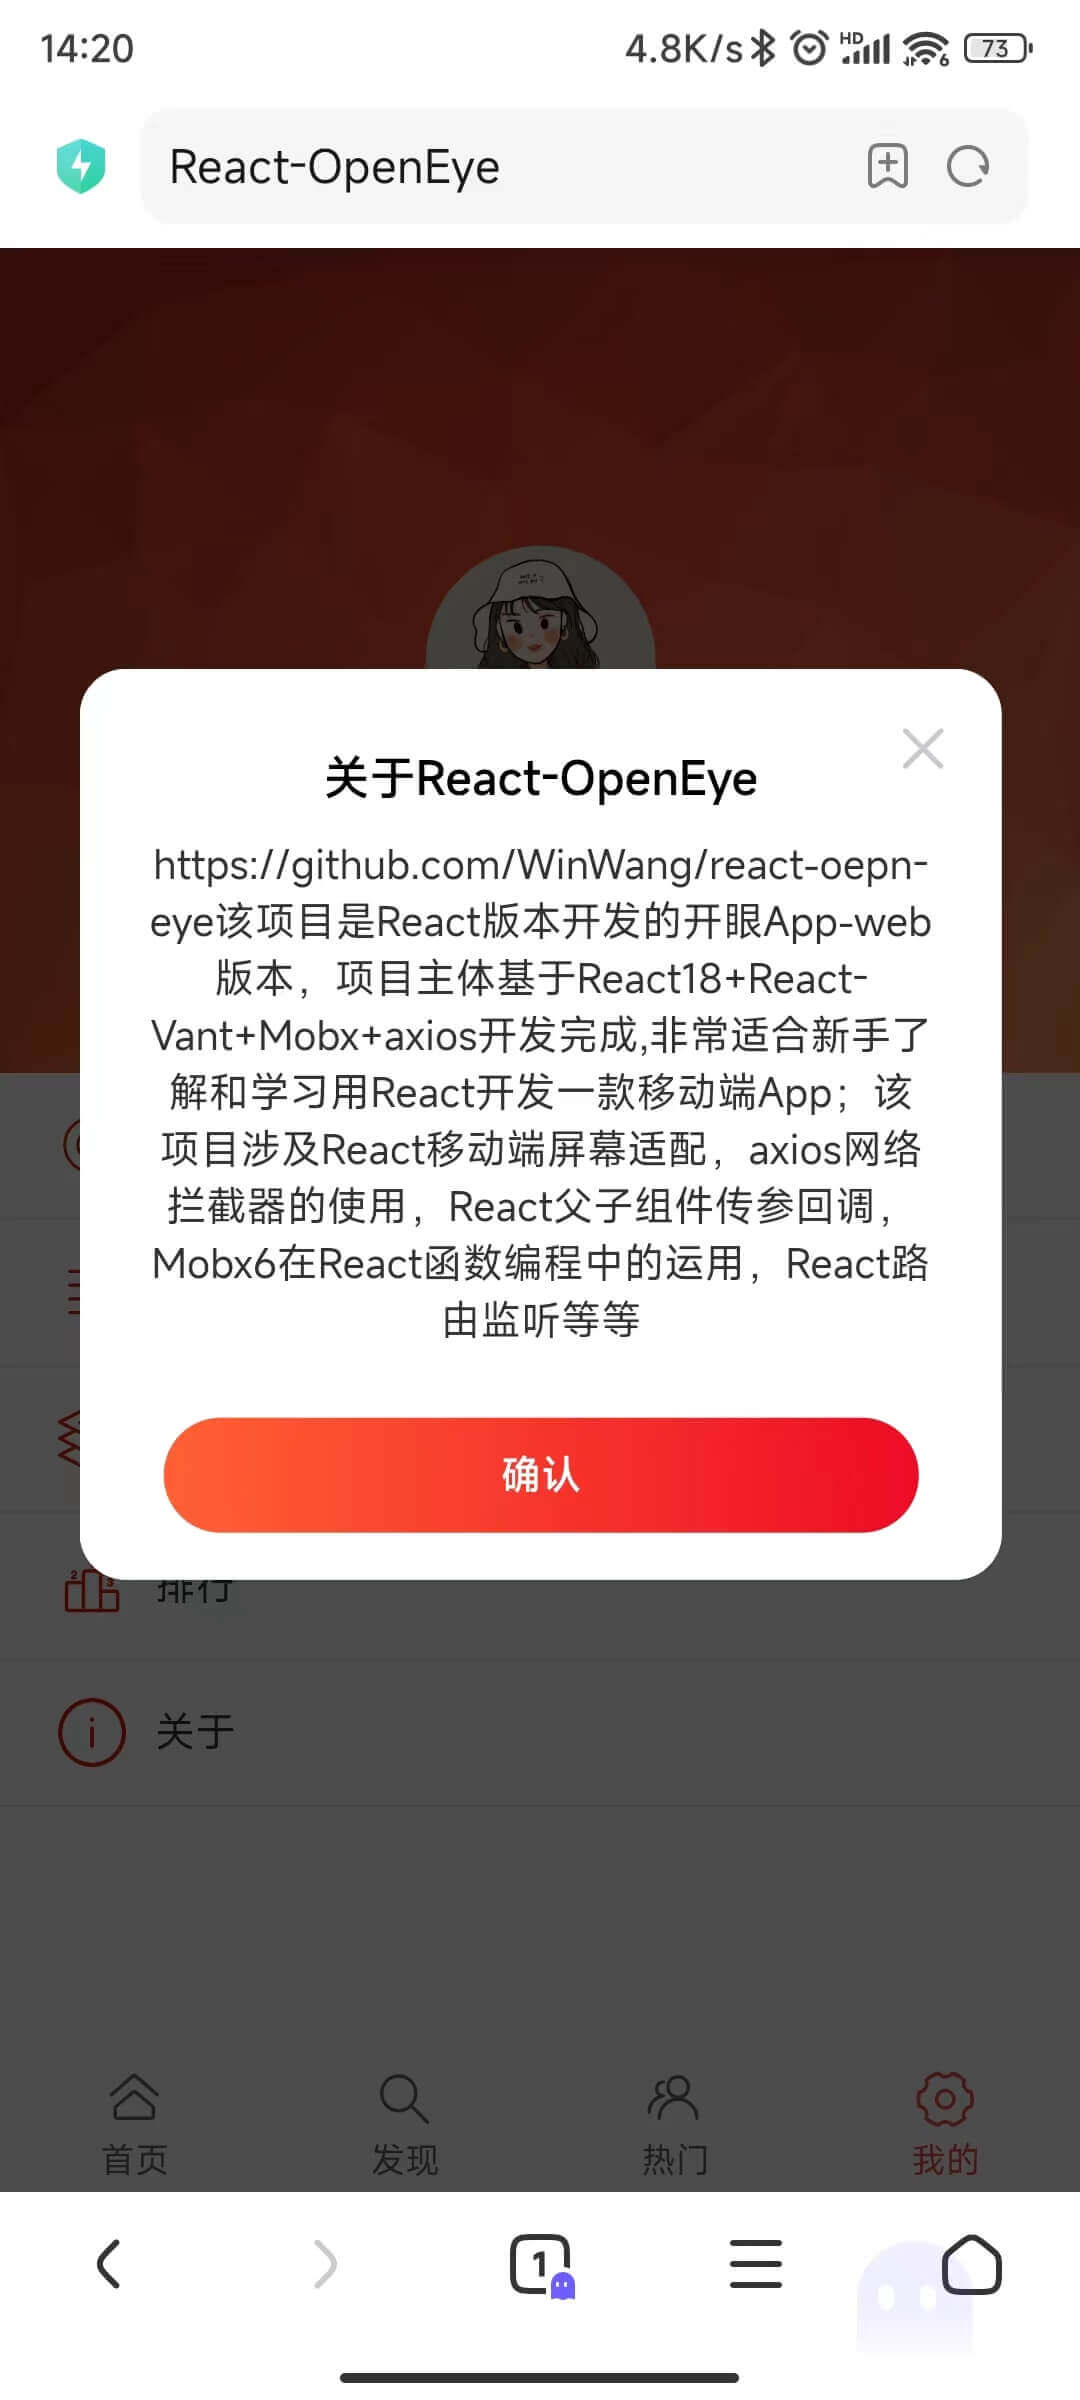 14:20
4.8K/s
HD
6
73
React-OpenEye
关于React-OpenEye
https://github.com/WinWang/react-oepn-
eye该项目是React版本开发的开眼App-web
版本，项目主体基于React18+React-
Vant+Mobx+axios开发完成,非常适合新手了
解和学习用React开发一款移动端App；该
项目涉及React移动端屏幕适配，axios网络
拦截器的使用，React父子组件传参回调，
Mobx6在React函数编程中的运用，React路
由监听等等
确认
2 3
排行
关于
首页
发现
热门
我的
1